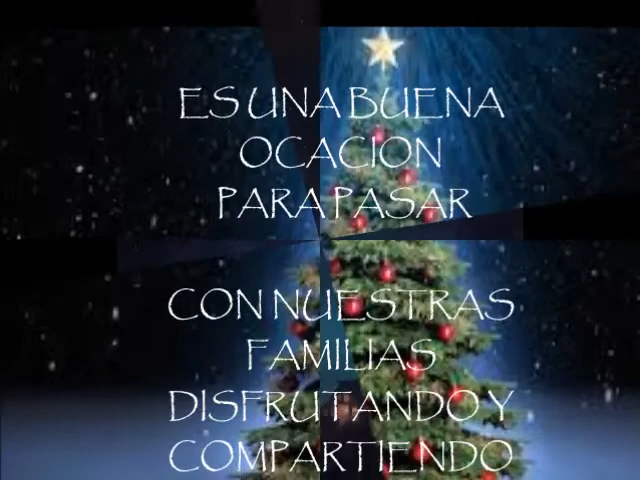 ES UNA BUENA
OCACION
PARA PASAR
CON NUESTRAS
FAMILIAS
DISFRUTANDO Y
COMPARTIENDO